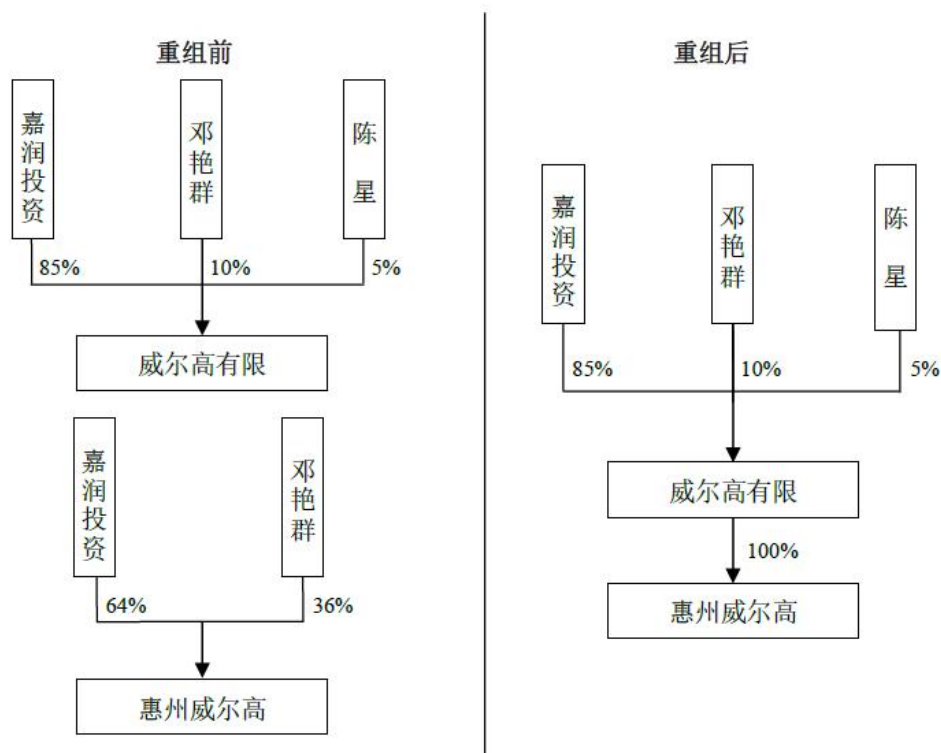 重组前
嘉润投资
邓艳群
陈星
85%
10%
5%
威尔高有限
嘉润投资
邓艳群
64%
36%
惠州威尔高
重组后
嘉润投资
邓艳群
陈星
85%
10%
5%
威尔高有限
100%
惠州威尔高